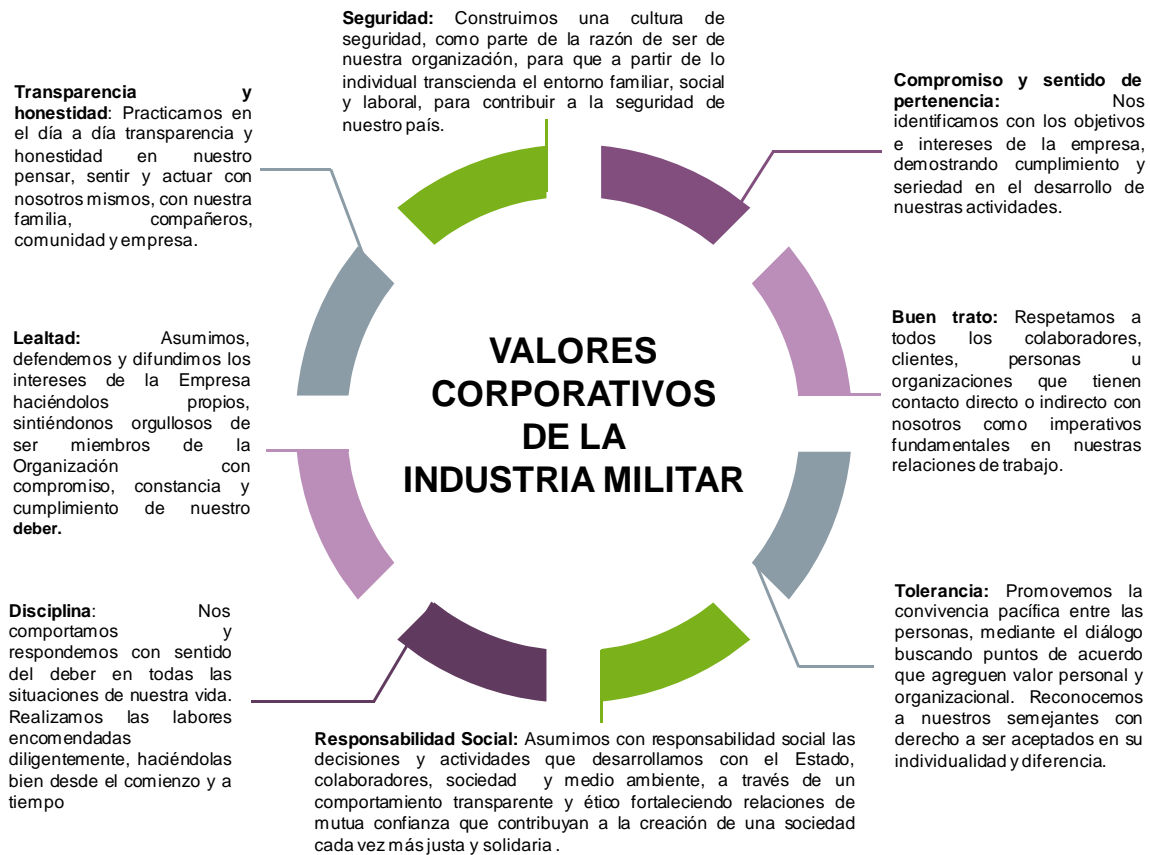 Seguridad: Construimos una cultura de
seguridad, como parte de la razón de ser de
nuestra organización, para que a partir de lo
individual transcienda el entorno familiar, social
y laboral, para contribuir a la seguridad de
nuestro país.
Compromiso y sentido de
pertenencia: Nos
identificamos con los objetivos
e intereses de la empresa,
demostrando cumplimiento y
seriedad en el desarrollo de
nuestras actividades.
Buen trato: Respetamos a
todos los colaboradores,
clientes, personas u
organizaciones que tienen
contacto directo o indirecto con
nosotros como imperativos
fundamentales en nuestras
relaciones de trabajo.
Tolerancia: Promovemos la
convivencia pacífica entre las
personas, mediante el diálogo
buscando puntos de acuerdo
que agreguen valor personal y
organizacional. Reconocemos
a nuestros semejantes con
derecho a ser aceptados en su
individualidad y diferencia.
Responsabilidad Social: Asumimos con responsabilidad social las
decisiones y actividades que desarrollamos con el Estado,
colaboradores, sociedad y medio ambiente, a través de un
comportamiento transparente y ético fortaleciendo relaciones de
mutua confianza que contribuyan a la creación de una sociedad
cada vez más justa y solidaria .
Disciplina: Nos
comportamos y
respondemos con sentido
del deber en todas las
situaciones de nuestra vida.
Realizamos las labores
encomendadas
diligentemente, haciéndolas
bien desde el comienzo y a
tiempo
Lealtad: Asumimos,
defendemos y difundimos los
intereses de la Empresa
haciéndolos propios,
sintiéndonos orgullosos de
ser miembros de la
Organización con
compromiso, constancia y
cumplimiento de nuestro
deber.
Transparencia y
honestidad: Practicamos en
el día a día transparencia y
honestidad en nuestro
pensar, sentir y actuar con
nosotros mismos, con nuestra
familia, compañeros,
comunidad y empresa.
VALORES
CORPORATIVOS
DE LA
INDUSTRIA MILITAR